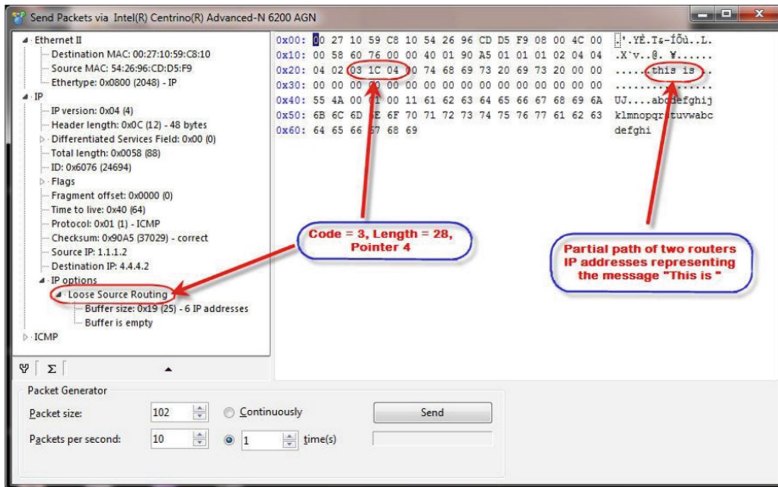 Send Packets via Intel(R) Centrino(R) Advanced-N 6200 AGN
Ethernet II
Destination MAC: 00:27:10:59:C8:10
Source MAC: 54:26:96:CD:D5:F9
Ethertype: 0x0800 (2048) - IP
IP
IP version: 0x04 (4)
Header length: 0x0C (12) - 48 bytes
Differentiated Services Field: 0x00 (0)
Total length: 0x0058 (88)
ID: 0x6076 (24694)
Flags
Fragment offset: 0x0000 (0)
Time to live: 0x40 (64)
Protocol: 0x01 (1) - ICMP
Checksum: 0x90A5 (37029) - correct
Source IP: 1.1.1.2
Destination IP: 4.4.4.2
IP options
Loose Source Routing
Buffer size: 0x19 (25) - 6 IP addresses
Buffer is empty
ICMP
0x00: 00 27 10 59 C8 10 54 26 96 CD D5 F9 08 00 4C 00 .'.YÈ.T&-ÍÕù..L.
0x10: 00 58 60 76 00 00 40 01 90 A5 01 01 01 02 04 04 .X`v..@. ¥......
0x20: 04 02 03 1C 04 00 74 68 69 73 20 69 73 20 00 00 ......this is ..
0x30: 00 00 00 00 00 00 00 00 00 00 00 00 00 00 00 00 ................
0x40: 55 4A 00 01 00 11 61 62 63 64 65 66 67 68 69 6A UJ....abcdefghij
0x50: 6B 6C 6D 6E 6F 70 71 72 73 74 75 76 77 61 62 63 klmnopqrstuvwabc
0x60: 64 65 66 67 68 69 defghi
Code = 3, Length = 28,
Pointer 4
Partial path of two routers
IP addresses representing
the message "This is "
Σ
Packet Generator
Packet size: 102 Continuously Send
Packets per second: 10 1 time(s)